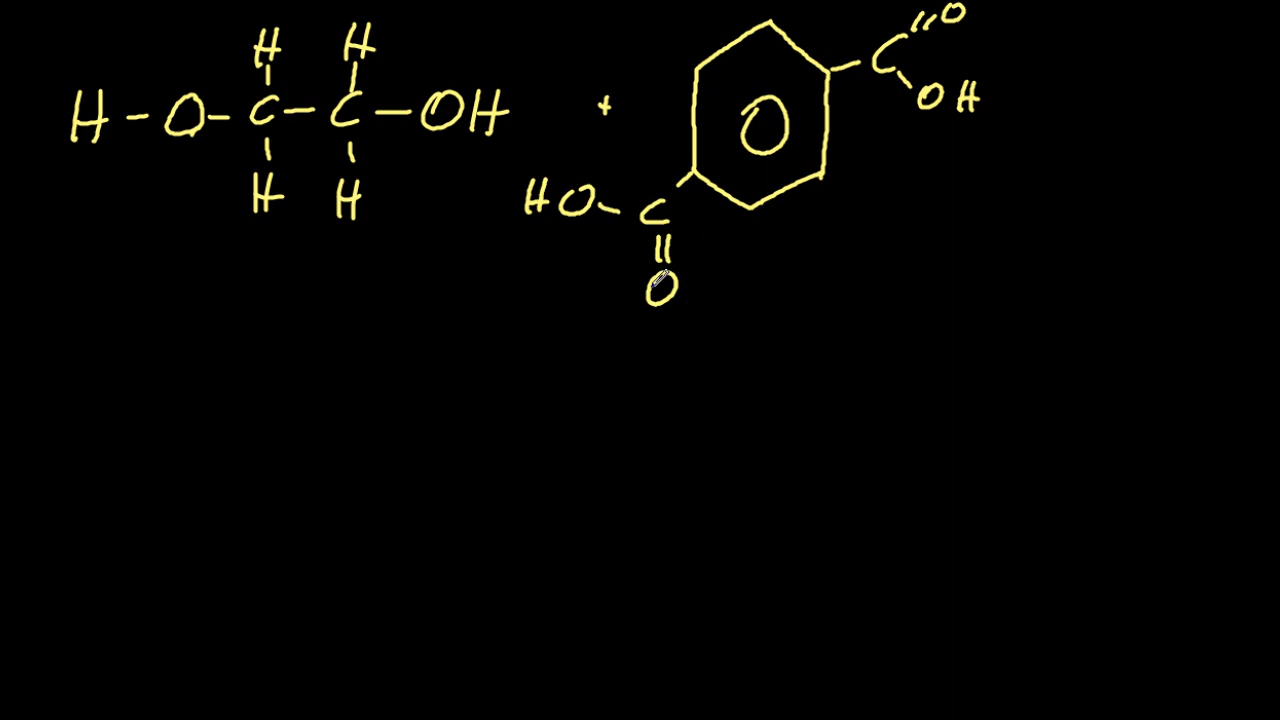 H H =O
C
H-O-C-C-OH + OH
O
HO-C
H H
O